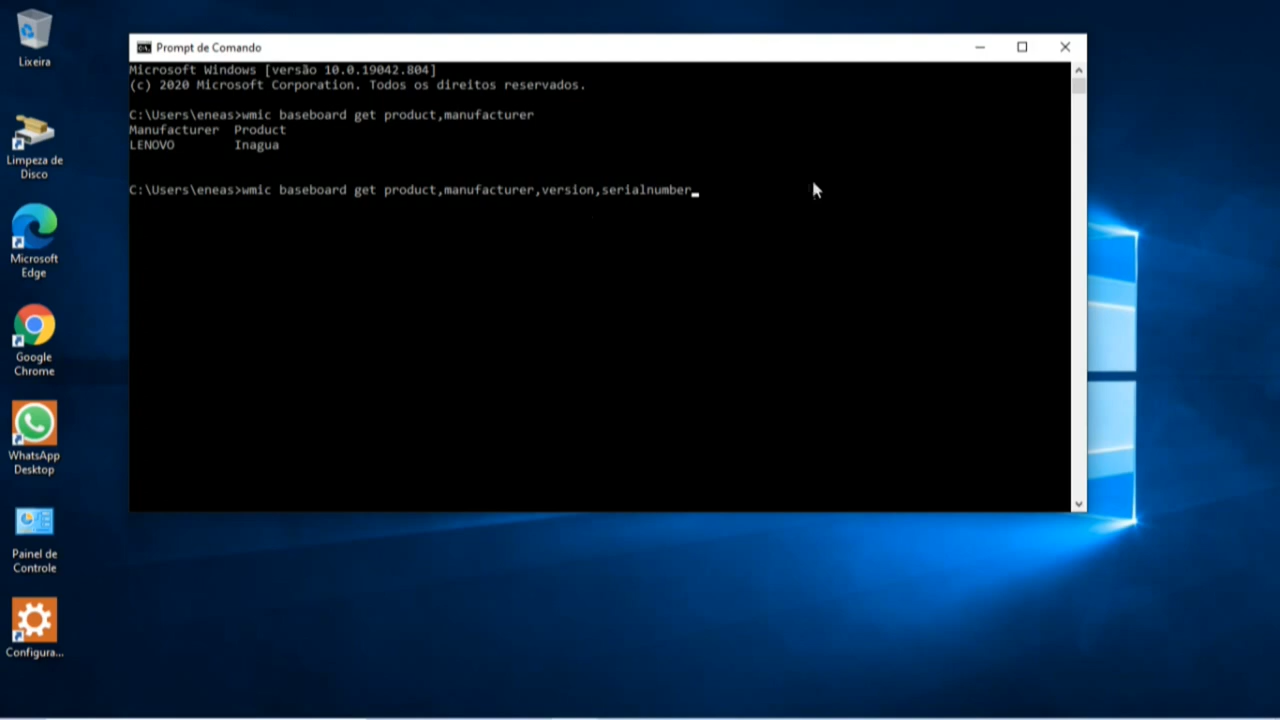 Lixeira
Limpeza de
Disco
Microsoft
Edge
Google
Chrome
WhatsApp
Desktop
Painel de
Controle
Configura...
Prompt de Comando
Microsoft Windows [versão 10.0.19042.804]
(c) 2020 Microsoft Corporation. Todos os direitos reservados.
C:\Users\eneas>wmic baseboard get product,manufacturer
Manufacturer  Product
LENOVO        Inagua
C:\Users\eneas>wmic baseboard get product,manufacturer,version,serialnumber